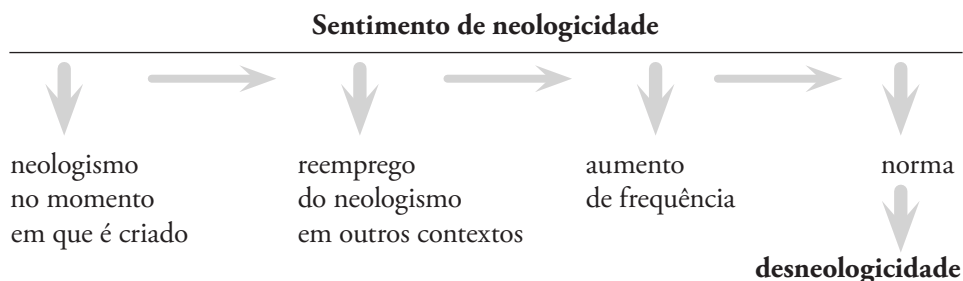 Sentimento de neologicidade
neologismo
no momento
em que é criado
reemprego
do neologismo
em outros contextos
aumento
de frequência
norma
desneologicidade